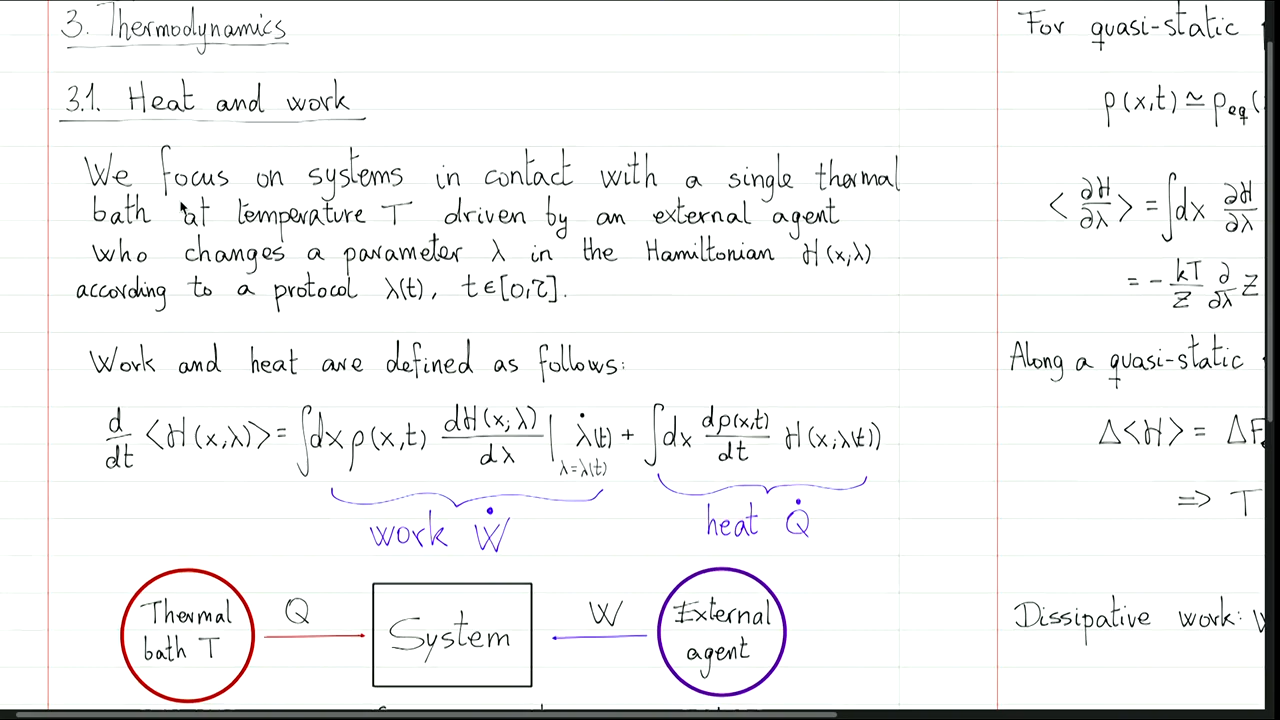 3. Thermodynamics
3.1. Heat and work
We focus on systems in contact with a single thermal
bath at temperature T driven by an external agent
who changes a parameter λ in the Hamiltonian H(x;λ)
according to a protocol λ(t), t∈[0,τ].
Work and heat are defined as follows:
d/dt <H(x;λ)> = ∫dx ρ(x,t) dH(x;λ)/dλ |λ=λ(t) λ̇(t) + ∫dx dρ(x,t)/dt H(x;λ(t))
work Ẇ
heat Q̇
Thermal bath T
Q
System
W
External agent
For quasi-static
ρ(x,t) ≃ ρeq(
<∂H/∂λ> = ∫dx ∂H/∂λ
= - kT/Z ∂/∂λ Z
Along a quasi-static
Δ<H> = ΔF
=> T
Dissipative work: W